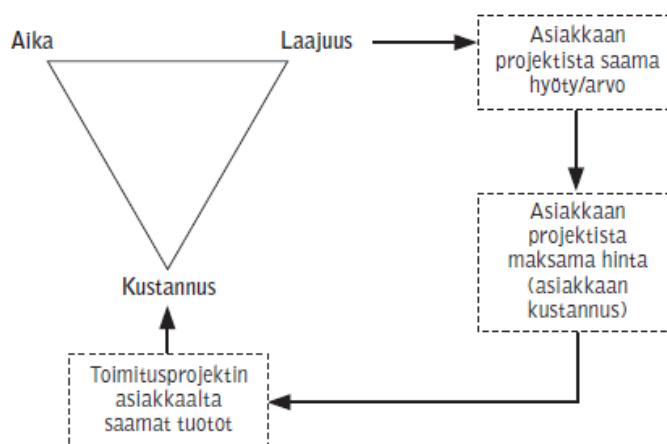 Aika
Laajuus
Asiakkaan
projektista saama
hyöty/arvo
Asiakkaan
projektista
maksama hinta
(asiakkaan
kustannus)
Kustannus
Toimitusprojektin
asiakkaalta
saamat tuotot